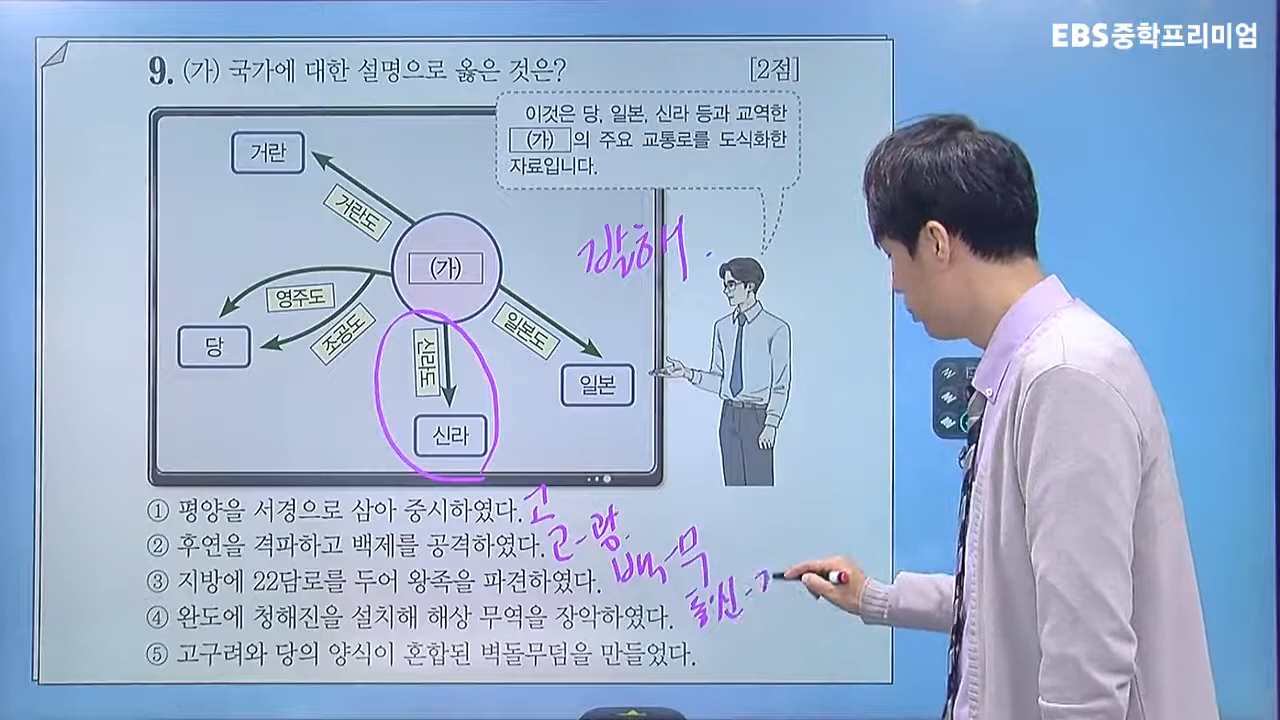 EBS중학프리미엄
9. (가) 국가에 대한 설명으로 옳은 것은? [2점]
이것은 당, 일본, 신라 등과 교역한
(가)의 주요 교통로를 도식화한
자료입니다.
거란
거란도
(가)
영주도
조공도
당
신라도
신라
일본도
일본
발해.
① 평양을 서경으로 삼아 중시하였다. 고
② 후연을 격파하고 백제를 공격하였다. 고-광
③ 지방에 22담로를 두어 왕족을 파견하였다. 백-무
④ 완도에 청해진을 설치해 해상 무역을 장악하였다. 통신-
⑤ 고구려와 당의 양식이 혼합된 벽돌무덤을 만들었다.